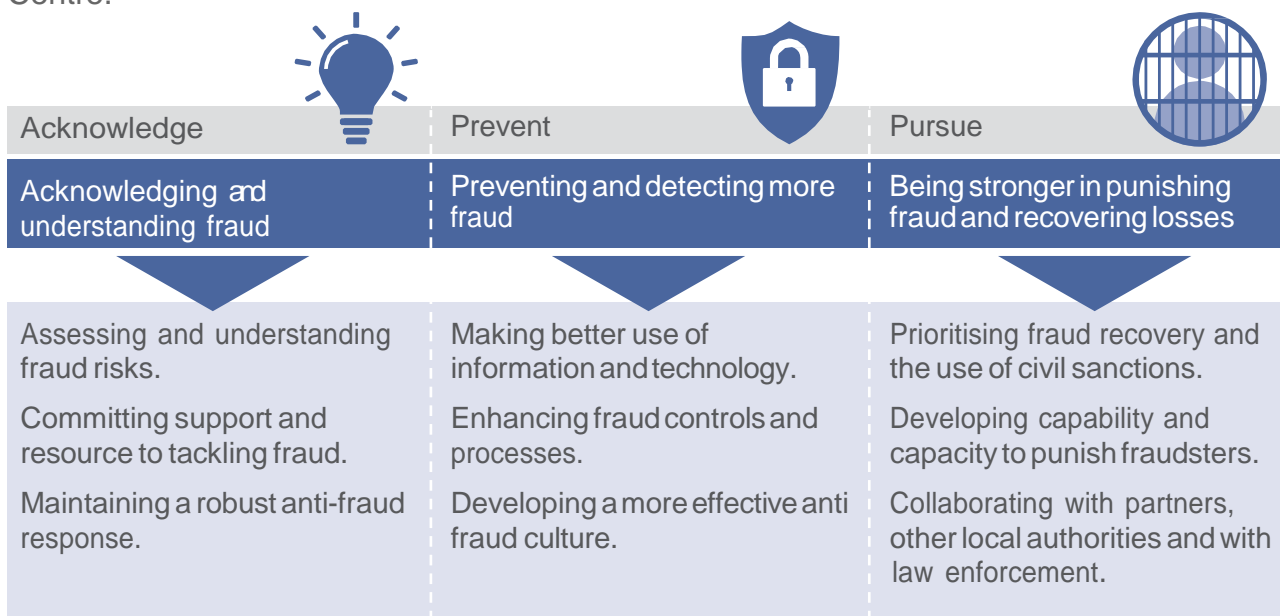 Centre.
Acknowledge
Prevent
Pursue
Acknowledging and
understanding fraud
Preventing and detecting more
fraud
Being stronger in punishing
fraud and recovering losses
Assessing and understanding
fraud risks.
Committing support and
resource to tackling fraud.
Maintaining a robust anti-fraud
response.
Making better use of
information and technology.
Enhancing fraud controls and
processes.
Developing a more effective anti
fraud culture.
Prioritising fraud recovery and
the use of civil sanctions.
Developing capability and
capacity to punish fraudsters.
Collaborating with partners,
other local authorities and with
law enforcement.